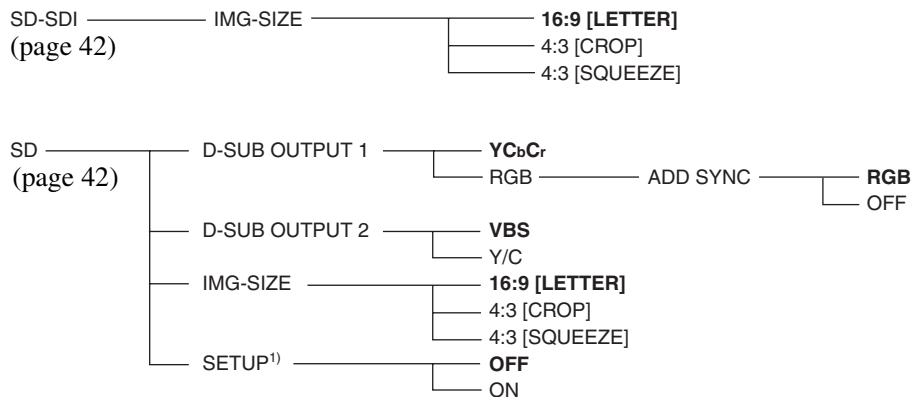 SD-SDI IMG-SIZE 16:9 [LETTER]
(page 42) 4:3 [CROP]
4:3 [SQUEEZE]
SD D-SUB OUTPUT 1 YCbCr
(page 42) RGB ADD SYNC RGB
OFF
D-SUB OUTPUT 2 VBS
Y/C
IMG-SIZE 16:9 [LETTER]
4:3 [CROP]
4:3 [SQUEEZE]
SETUP1) OFF
ON